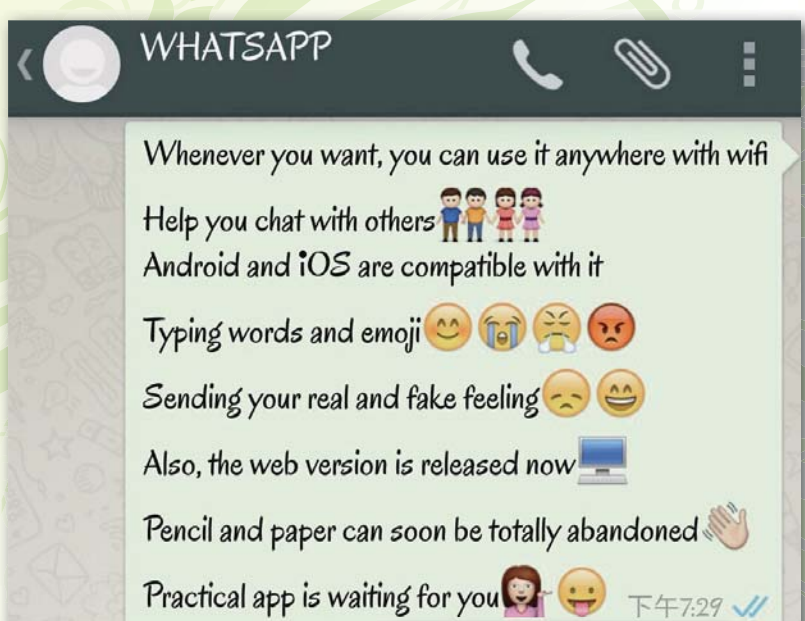 WHATSAPP
Whenever you want, you can use it anywhere with wifi
Help you chat with others👬👭
Android and iOS are compatible with it
Typing words and emoji😊😭😤😡
Sending your real and fake feeling😞😄
Also, the web version is released now🖥
Pencil and paper can soon be totally abandoned👋
Practical app is waiting for you💁😛 下午7:29